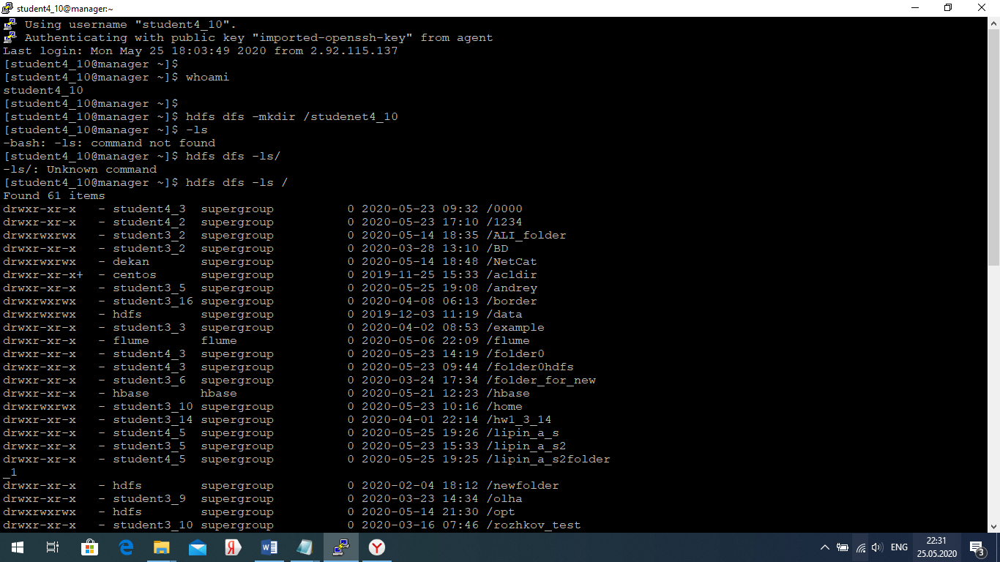 student4_10@manager:~
Using username "student4_10".
Authenticating with public key "imported-openssh-key" from agent
Last login: Mon May 25 18:03:49 2020 from 2.92.115.137
[student4_10@manager ~]$
[student4_10@manager ~]$ whoami
student4_10
[student4_10@manager ~]$
[student4_10@manager ~]$ hdfs dfs -mkdir /studenet4_10
[student4_10@manager ~]$ -ls
-bash: -ls: command not found
[student4_10@manager ~]$ hdfs dfs -ls/
-ls/: Unknown command
[student4_10@manager ~]$ hdfs dfs -ls /
Found 61 items
drwxr-xr-x   - student4_3  supergroup          0 2020-05-23 09:32 /0000
drwxr-xr-x   - student4_2  supergroup          0 2020-05-23 17:10 /1234
drwxrwxrwx   - student3_2  supergroup          0 2020-05-14 18:35 /ALI_folder
drwxr-xr-x   - student3_2  supergroup          0 2020-03-28 13:10 /BD
drwxrwxrwx   - dekan       supergroup          0 2020-05-14 18:48 /NetCat
drwxr-xr-x+  - centos      supergroup          0 2019-11-25 15:33 /acldir
drwxr-xr-x   - student3_5  supergroup          0 2020-05-25 19:08 /andrey
drwxrwxrwx   - student3_16 supergroup          0 2020-04-08 06:13 /border
drwxrwxrwx   - hdfs        supergroup          0 2019-12-03 11:19 /data
drwxr-xr-x   - student3_3  supergroup          0 2020-04-02 08:53 /example
drwxr-xr-x   - flume       flume               0 2020-05-06 22:09 /flume
drwxr-xr-x   - student4_3  supergroup          0 2020-05-23 14:19 /folder0
drwxr-xr-x   - student4_3  supergroup          0 2020-05-23 09:44 /folder0hdfs
drwxr-xr-x   - student3_6  supergroup          0 2020-03-24 17:34 /folder_for_new
drwxr-xr-x   - hbase       hbase               0 2020-05-21 12:23 /hbase
drwxrwxrwx   - student3_10 supergroup          0 2020-05-23 10:16 /home
drwxr-xr-x   - student3_14 supergroup          0 2020-04-01 22:14 /hw1_3_14
drwxr-xr-x   - student4_5  supergroup          0 2020-05-25 19:26 /lipin_a_s
drwxr-xr-x   - student3_5  supergroup          0 2020-05-23 15:33 /lipin_a_s2
drwxr-xr-x   - student4_5  supergroup          0 2020-05-25 19:25 /lipin_a_s2folder
_1
drwxr-xr-x   - hdfs        supergroup          0 2020-02-04 18:12 /newfolder
drwxr-xr-x   - student3_9  supergroup          0 2020-03-23 14:34 /olha
drwxrwxrwx   - hdfs        supergroup          0 2020-05-14 21:30 /opt
drwxr-xr-x   - student3_10 supergroup          0 2020-03-16 07:46 /rozhkov_test
ENG
22:31
25.05.2020
3